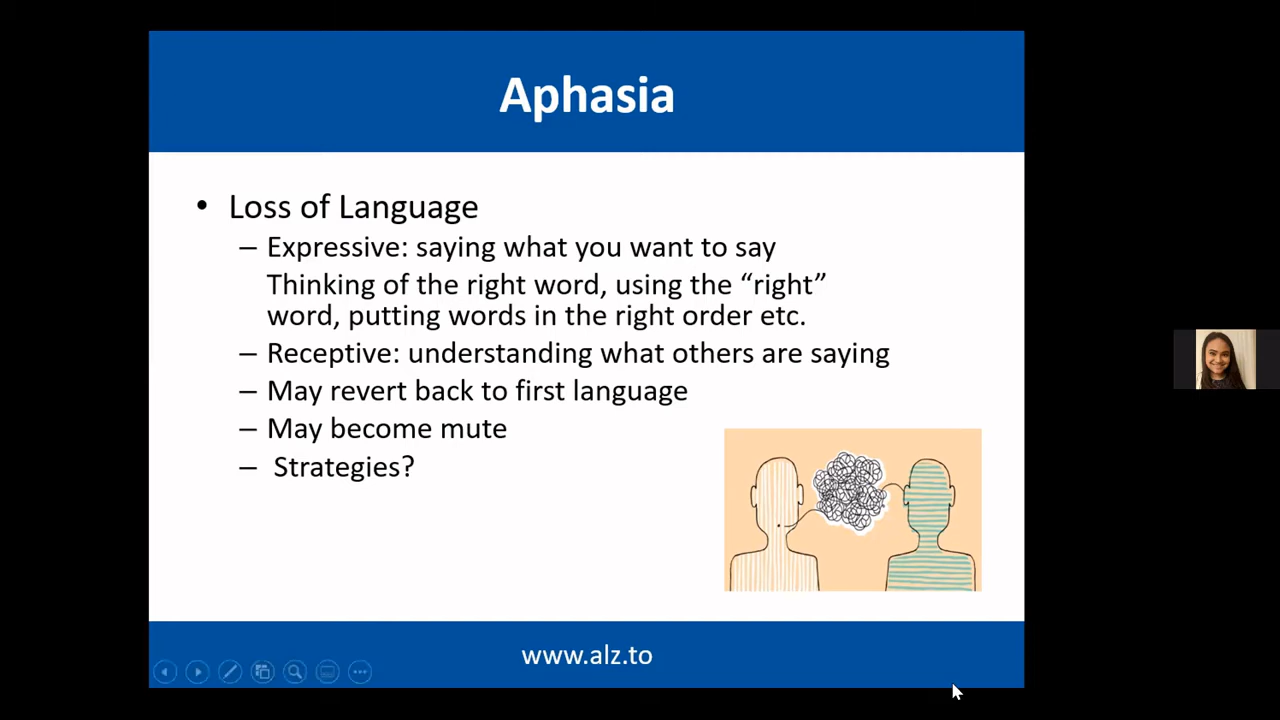 Aphasia
• Loss of Language
– Expressive: saying what you want to say
Thinking of the right word, using the “right”
word, putting words in the right order etc.
– Receptive: understanding what others are saying
– May revert back to first language
– May become mute
– Strategies?
www.alz.to